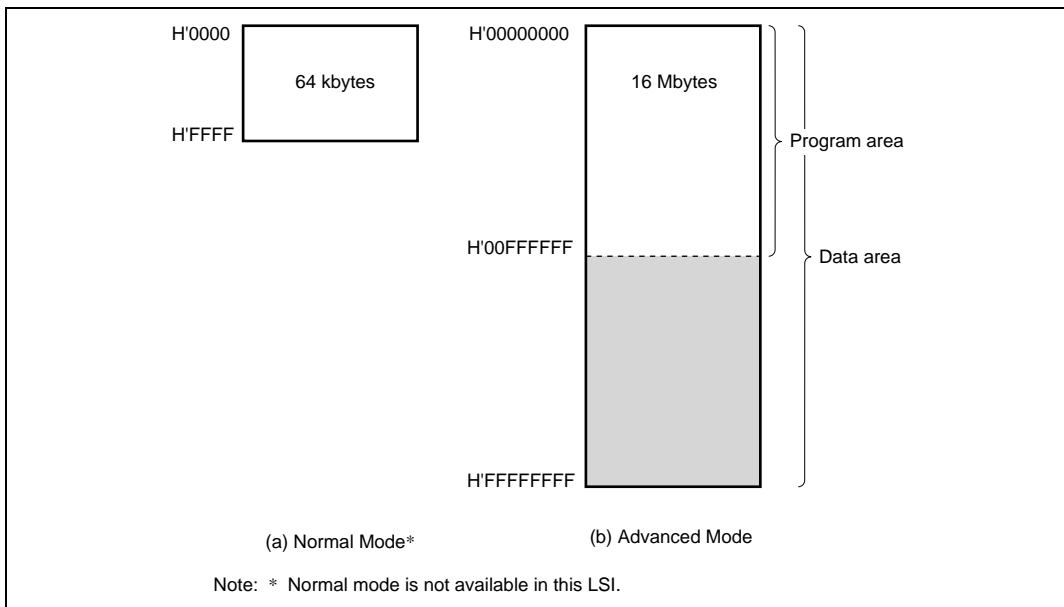 H'0000
64 kbytes
H'FFFF
H'00000000
16 Mbytes
Program area
H'00FFFFFF
Data area
H'FFFFFFFF
(a) Normal Mode*
(b) Advanced Mode
Note: * Normal mode is not available in this LSI.